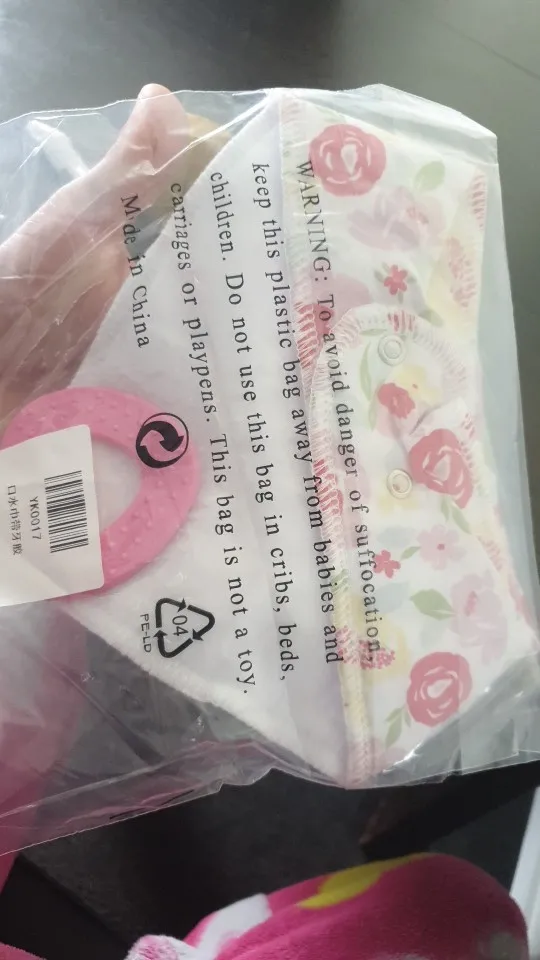 WARNING: To avoid danger of suffocation,
keep this plastic bag away from babies and
children. Do not use this bag in cribs, beds,
carriages or playpens. This bag is not a toy.
Made in China
04
PE-LD
YK0017
口水巾带牙胶